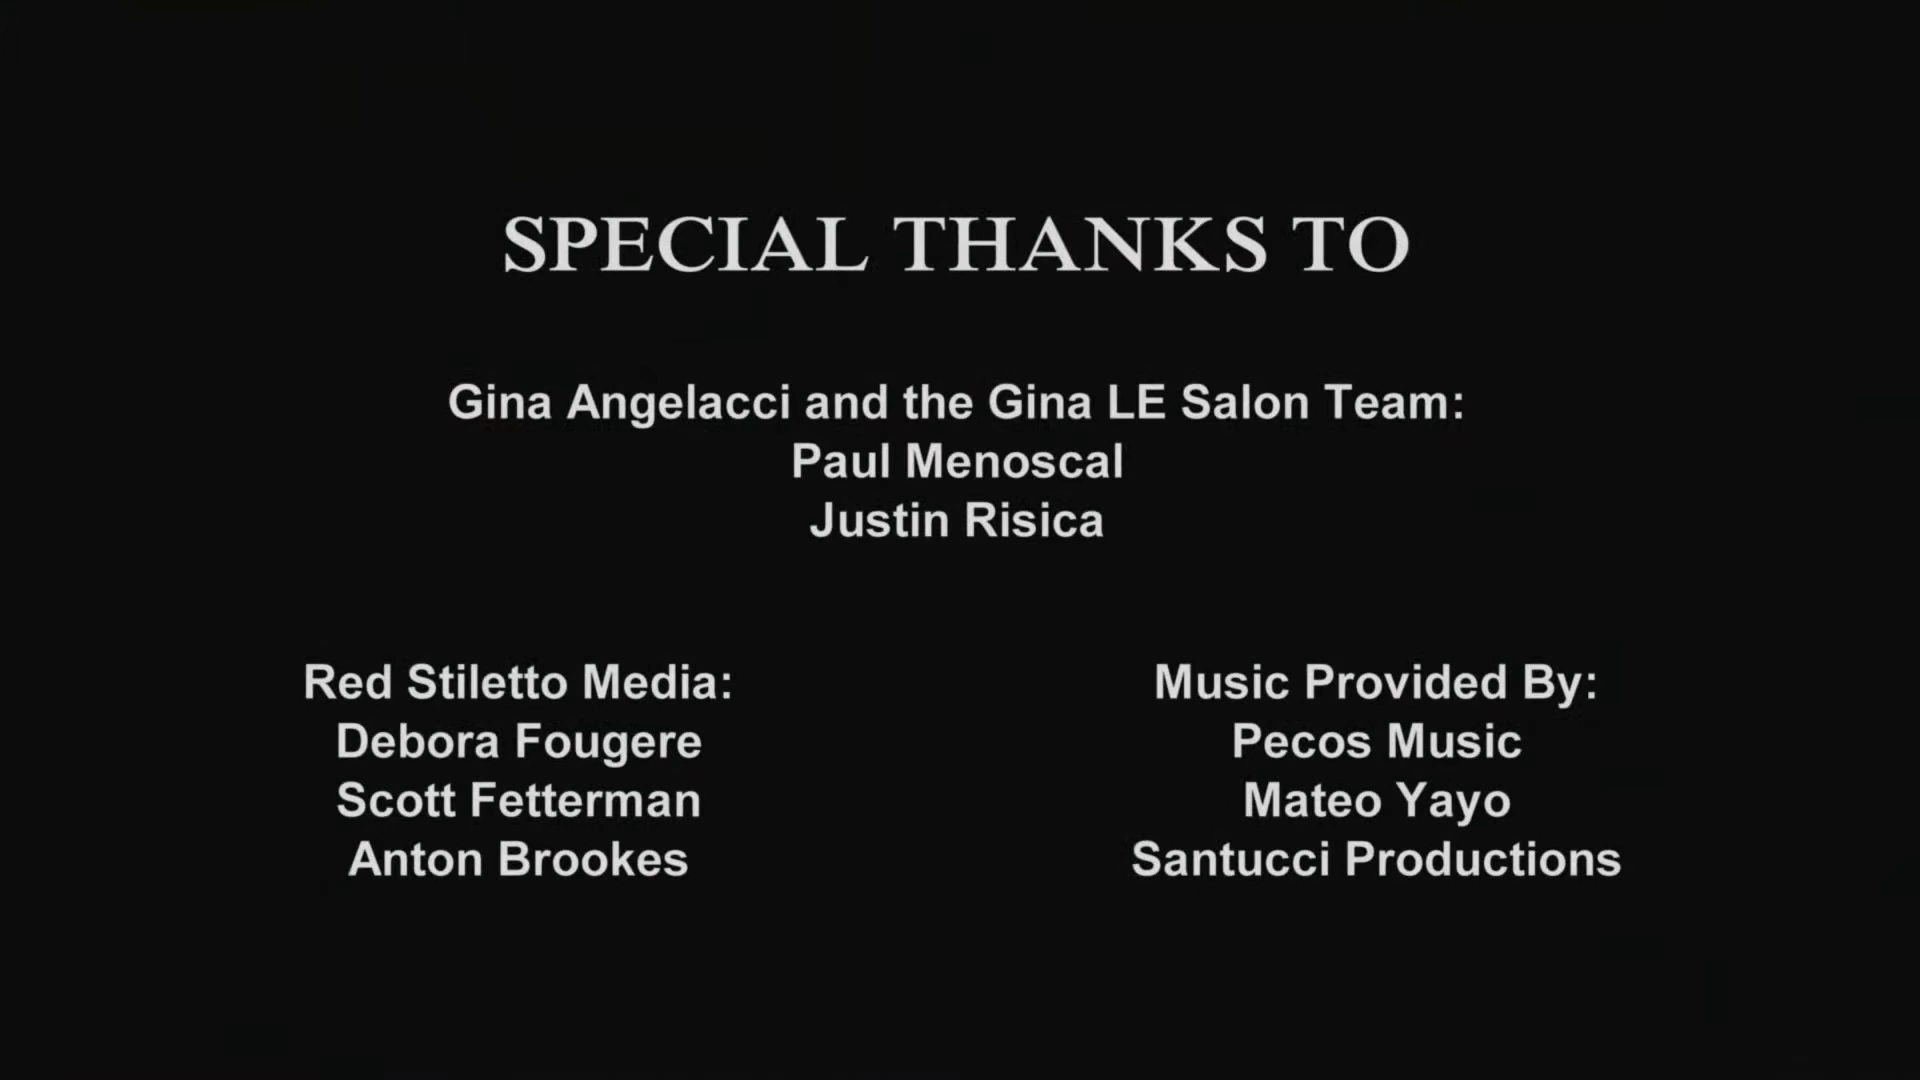 SPECIAL THANKS TO
Gina Angelacci and the Gina LE Salon Team:
Paul Menoscal
Justin Risica
Red Stiletto Media:
Debora Fougere
Scott Fetterman
Anton Brookes
Music Provided By:
Pecos Music
Mateo Yayo
Santucci Productions